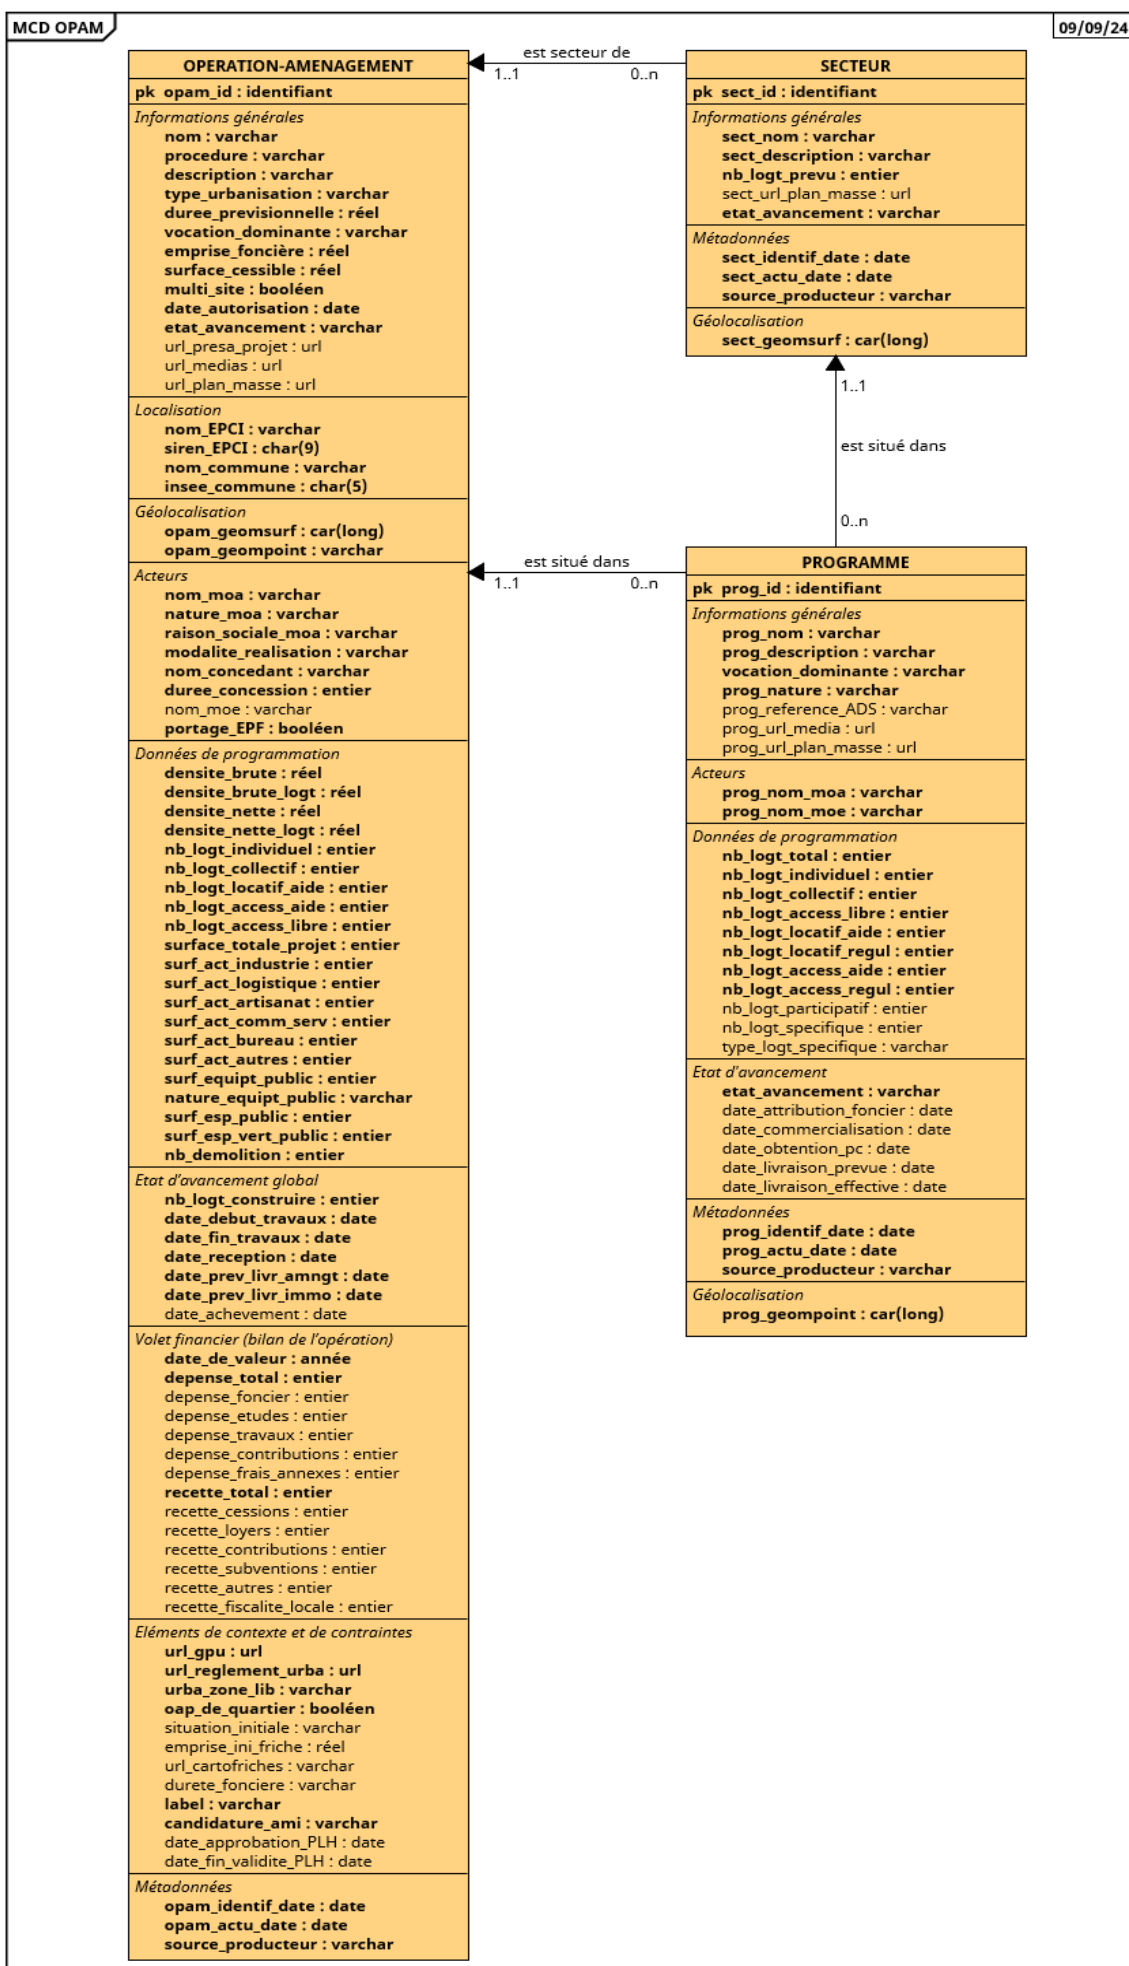 MCD OPAM
09/09/24
OPERATION-AMENAGEMENT
pk opam_id : identifiant
Informations générales
nom : varchar
procedure : varchar
description : varchar
type_urbanisation : varchar
duree_previsionnelle : réel
vocation_dominante : varchar
emprise_foncière : réel
surface_cessible : réel
multi_site : booléen
date_autorisation : date
etat_avancement : varchar
url_presa_projet : url
url_medias : url
url_plan_masse : url
Localisation
nom_EPCI : varchar
siren_EPCI : char(9)
nom_commune : varchar
insee_commune : char(5)
Géolocalisation
opam_geomsurf : car(long)
opam_geompoint : varchar
Acteurs
nom_moa : varchar
nature_moa : varchar
raison_sociale_moa : varchar
modalite_realisation : varchar
nom_concedant : varchar
duree_concession : entier
nom_moe : varchar
portage_EPF : booléen
Données de programmation
densite_brute : réel
densite_brute_logt : réel
densite_nette : réel
densite_nette_logt : réel
nb_logt_individuel : entier
nb_logt_collectif : entier
nb_logt_locatif_aide : entier
nb_logt_access_aide : entier
nb_logt_access_libre : entier
surface_totale_projet : entier
surf_act_industrie : entier
surf_act_logistique : entier
surf_act_artisanat : entier
surf_act_comm_serv : entier
surf_act_bureau : entier
surf_act_autres : entier
surf_equipt_public : entier
nature_equipt_public : varchar
surf_esp_public : entier
surf_esp_vert_public : entier
nb_demolition : entier
Etat d'avancement global
nb_logt_construire : entier
date_debut_travaux : date
date_fin_travaux : date
date_reception : date
date_prev_livr_amngt : date
date_prev_livr_immo : date
date_achevement : date
Volet financier (bilan de l'opération)
date_de_valeur : année
depense_total : entier
depense_foncier : entier
depense_etudes : entier
depense_travaux : entier
depense_contributions : entier
depense_frais_annexes : entier
recette_total : entier
recette_cessions : entier
recette_loyers : entier
recette_contributions : entier
recette_subventions : entier
recette_autres : entier
recette_fiscalite_locale : entier
Eléments de contexte et de contraintes
url_gpu : url
url_reglement_urba : url
urba_zone_lib : varchar
oap_de_quartier : booléen
situation_initiale : varchar
emprise_ini_friche : réel
url_cartofriches : varchar
durete_fonciere : varchar
label : varchar
candidature_ami : varchar
date_approbation_PLH : date
date_fin_validite_PLH : date
Métadonnées
opam_identif_date : date
opam_actu_date : date
source_producteur : varchar
est secteur de
1..1
0..n
SECTEUR
pk sect_id : identifiant
Informations générales
sect_nom : varchar
sect_description : varchar
nb_logt_prevu : entier
sect_url_plan_masse : url
etat_avancement : varchar
Métadonnées
sect_identif_date : date
sect_actu_date : date
source_producteur : varchar
Géolocalisation
sect_geomsurf : car(long)
1..1
est situé dans
0..n
est situé dans
1..1
0..n
PROGRAMME
pk prog_id : identifiant
Informations générales
prog_nom : varchar
prog_description : varchar
vocation_dominante : varchar
prog_nature : varchar
prog_reference_ADS : varchar
prog_url_media : url
prog_url_plan_masse : url
Acteurs
prog_nom_moa : varchar
prog_nom_moe : varchar
Données de programmation
nb_logt_total : entier
nb_logt_individuel : entier
nb_logt_collectif : entier
nb_logt_access_libre : entier
nb_logt_locatif_aide : entier
nb_logt_locatif_regul : entier
nb_logt_access_aide : entier
nb_logt_access_regul : entier
nb_logt_participatif : entier
nb_logt_specifique : entier
type_logt_specifique : varchar
Etat d'avancement
etat_avancement : varchar
date_attribution_foncier : date
date_commercialisation : date
date_obtention_pc : date
date_livraison_prevue : date
date_livraison_effective : date
Métadonnées
prog_identif_date : date
prog_actu_date : date
source_producteur : varchar
Géolocalisation
prog_geompoint : car(long)